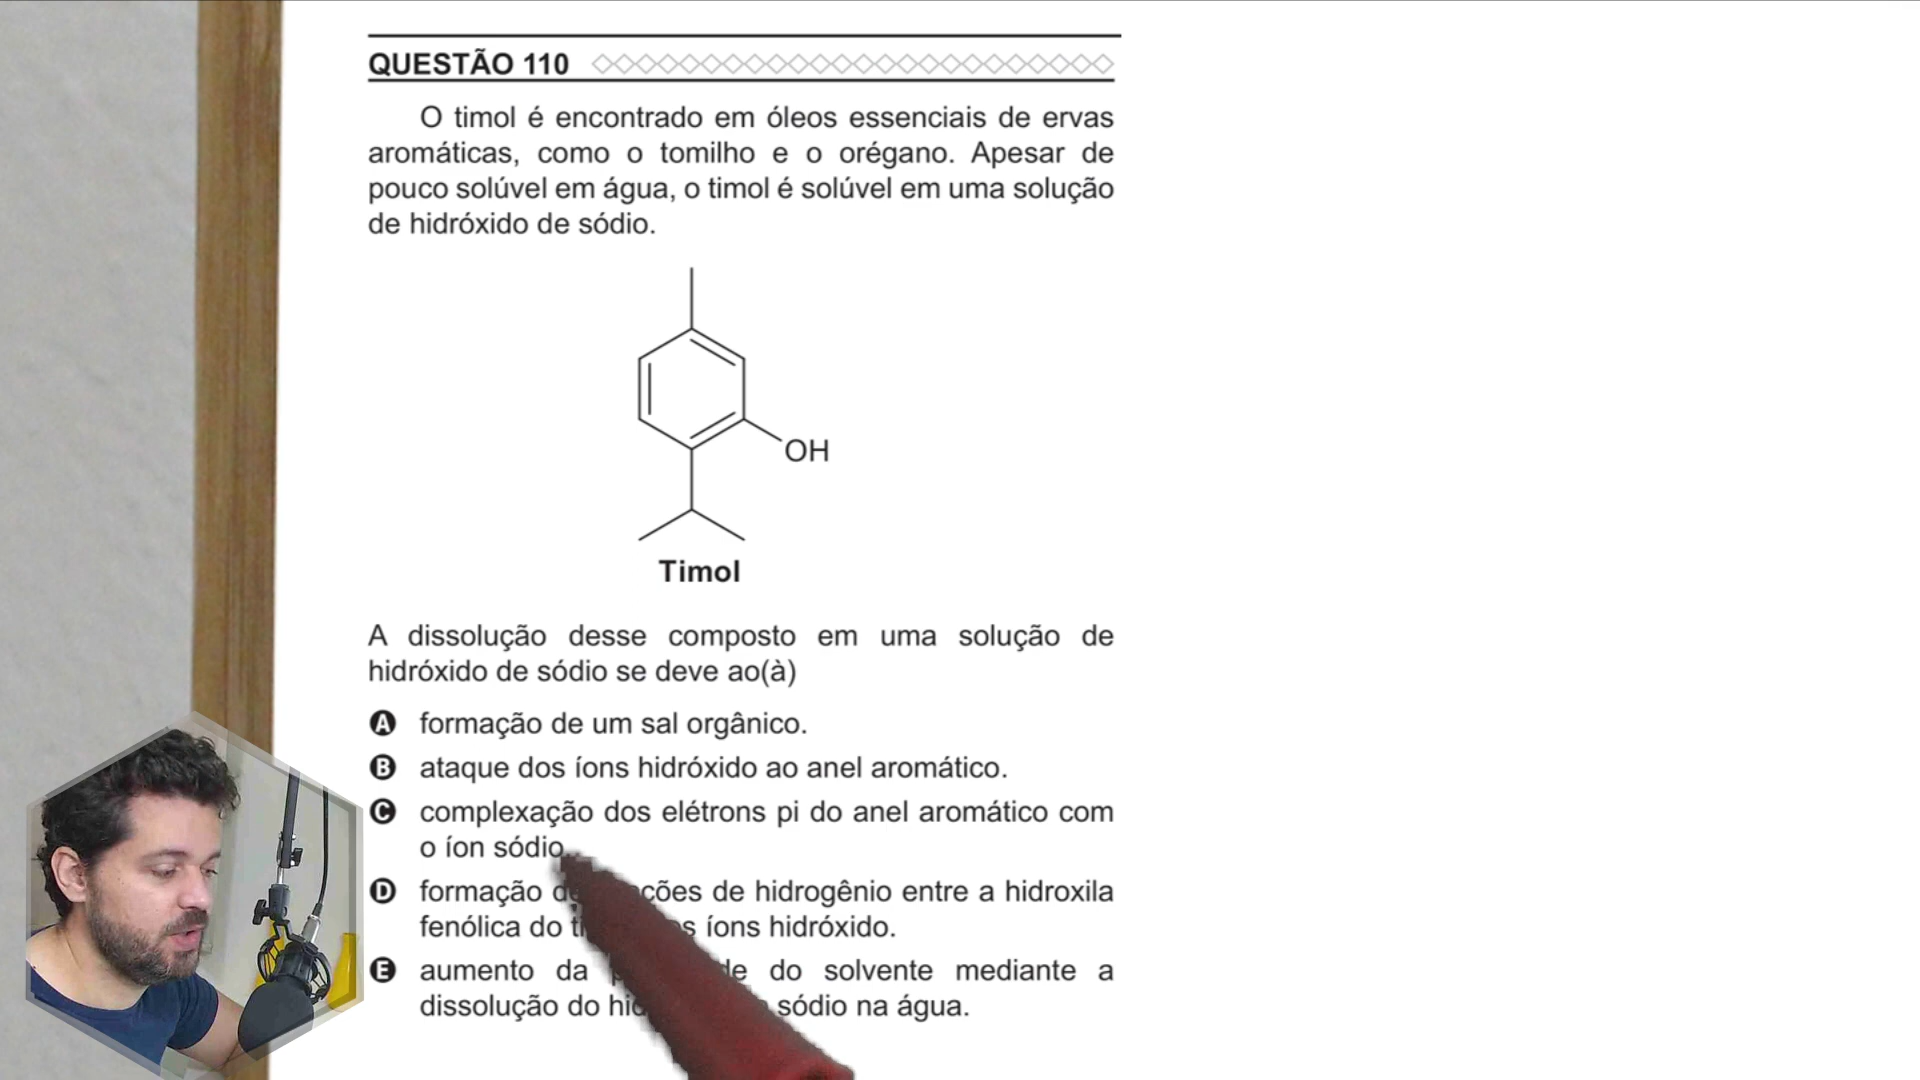 QUESTÃO 110
O timol é encontrado em óleos essenciais de ervas
aromáticas, como o tomilho e o orégano. Apesar de
pouco solúvel em água, o timol é solúvel em uma solução
de hidróxido de sódio.
OH
Timol
A dissolução desse composto em uma solução de
hidróxido de sódio se deve ao(à)
A formação de um sal orgânico.
B ataque dos íons hidróxido ao anel aromático.
C complexação dos elétrons pi do anel aromático com
o íon sódio.
D formação de hidrogênio entre a hidroxila
fenólica do íons hidróxido.
E aumento da do solvente mediante a
dissolução do sódio na água.